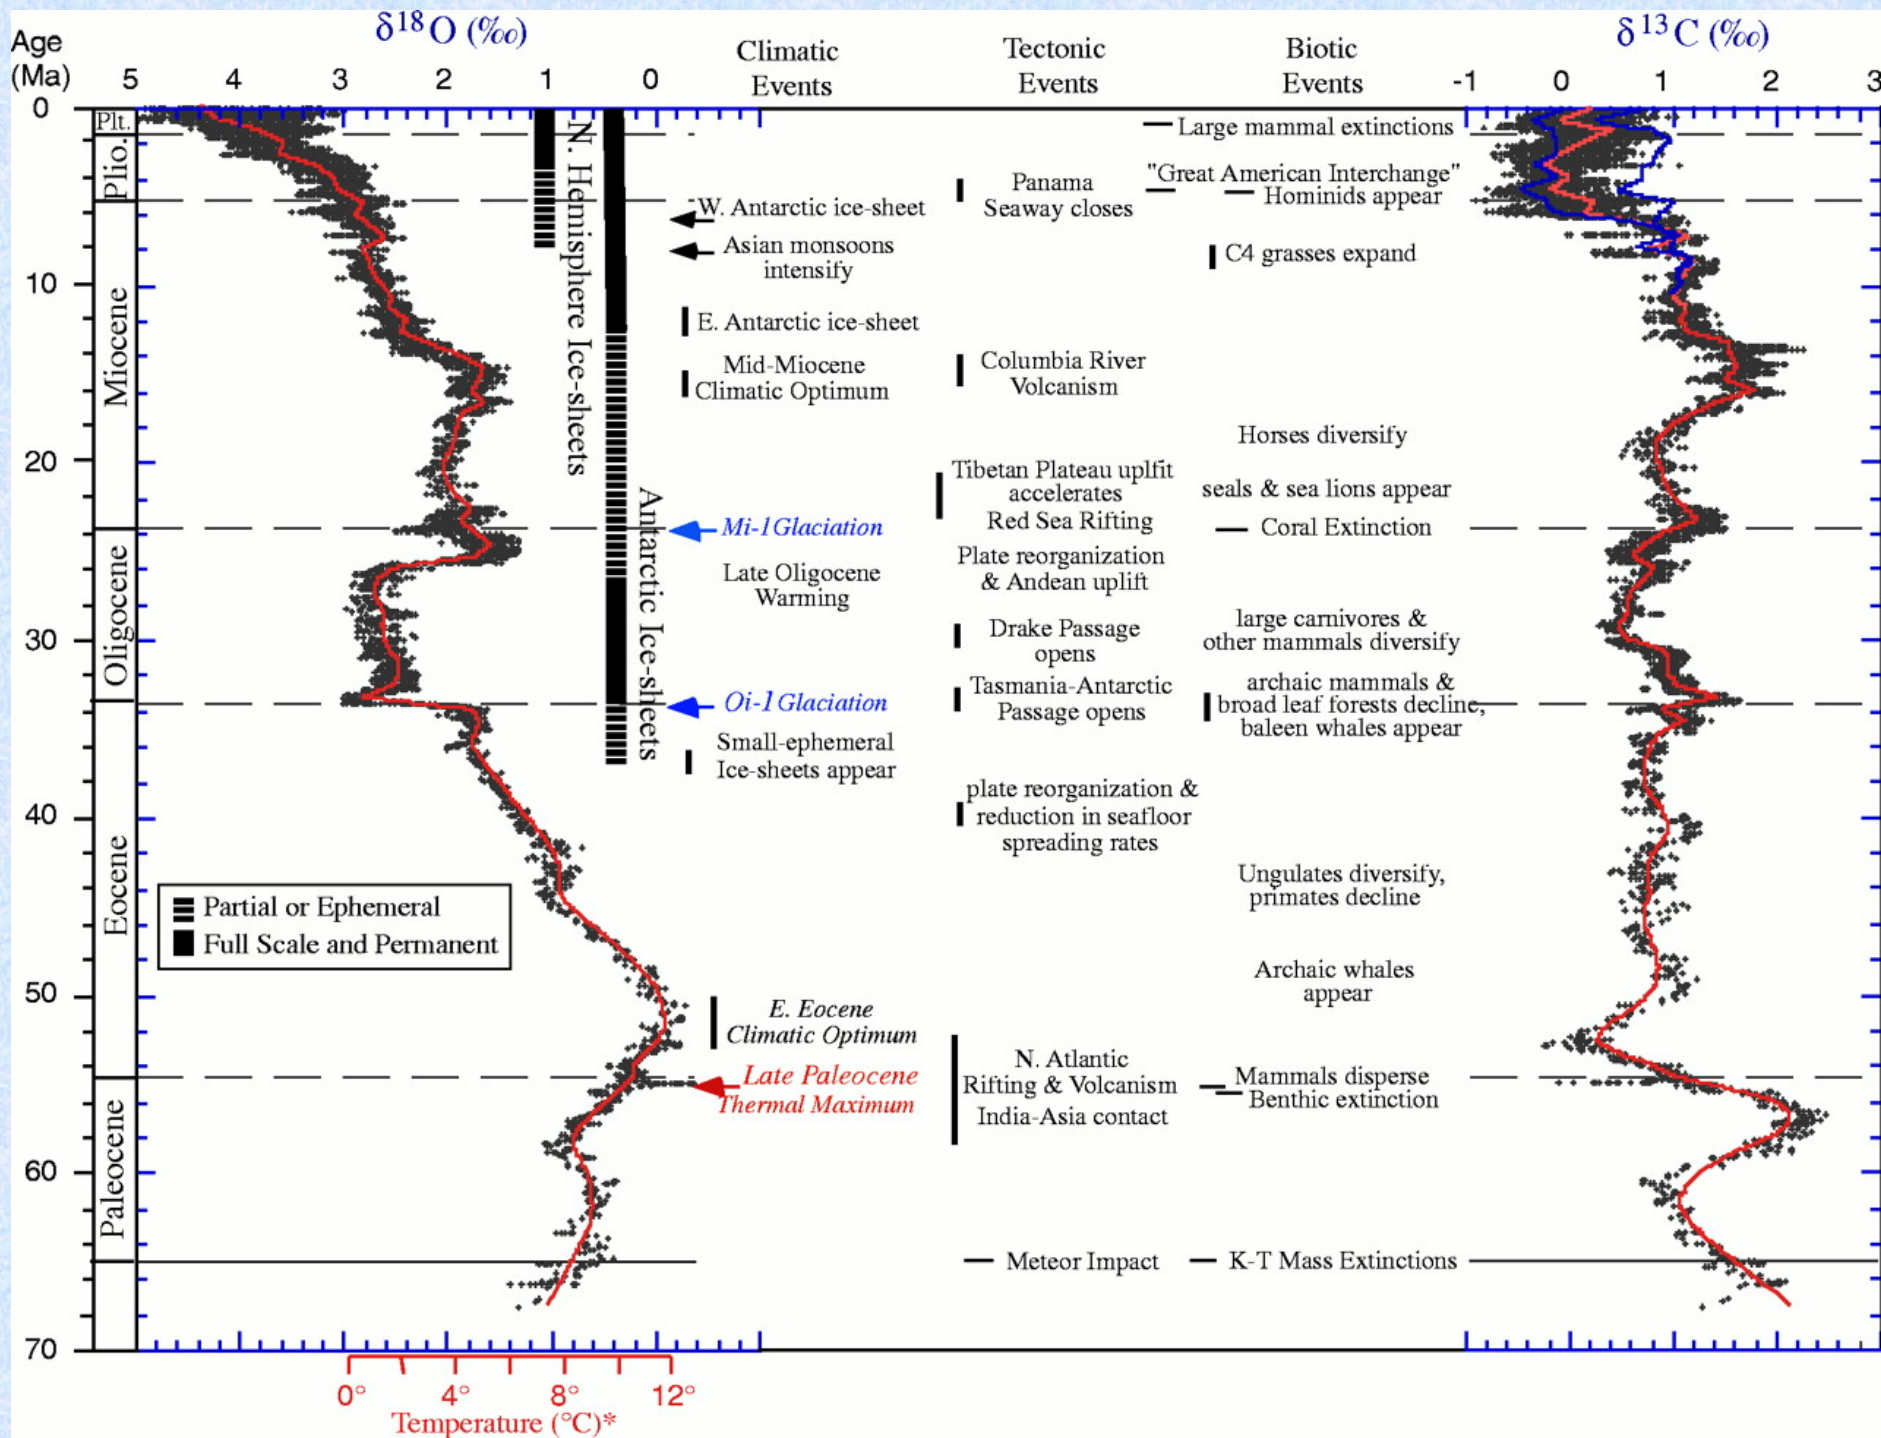 δ18O (‰)
Climatic
Events
Tectonic
Events
Biotic
Events
δ13C (‰)
Age
(Ma)
5 4 3 2 1 0
-1 0 1 2 3
0
10
20
30
40
50
60
70
Plt.
Plio.
Miocene
Oligocene
Eocene
Paleocene
N. Hemisphere Ice-sheets
Antarctic Ice-sheets
Partial or Ephemeral
Full Scale and Permanent
W. Antarctic ice-sheet
Asian monsoons
intensify
E. Antarctic ice-sheet
Mid-Miocene
Climatic Optimum
Mi-1Glaciation
Late Oligocene
Warming
Oi-1Glaciation
Small-ephemeral
Ice-sheets appear
E. Eocene
Climatic Optimum
Late Paleocene
Thermal Maximum
Panama
Seaway closes
Columbia River
Volcanism
Tibetan Plateau uplfit
accelerates
Red Sea Rifting
Plate reorganization
& Andean uplift
Drake Passage
opens
Tasmania-Antarctic
Passage opens
plate reorganization &
reduction in seafloor
spreading rates
N. Atlantic
Rifting & Volcanism
India-Asia contact
Meteor Impact
Large mammal extinctions
"Great American Interchange"
Hominids appear
C4 grasses expand
Horses diversify
seals & sea lions appear
Coral Extinction
large carnivores &
other mammals diversify
archaic mammals &
broad leaf forests decline,
baleen whales appear
Ungulates diversify,
primates decline
Archaic whales
appear
Mammals disperse
Benthic extinction
K-T Mass Extinctions
0° 4° 8° 12°
Temperature (°C)*